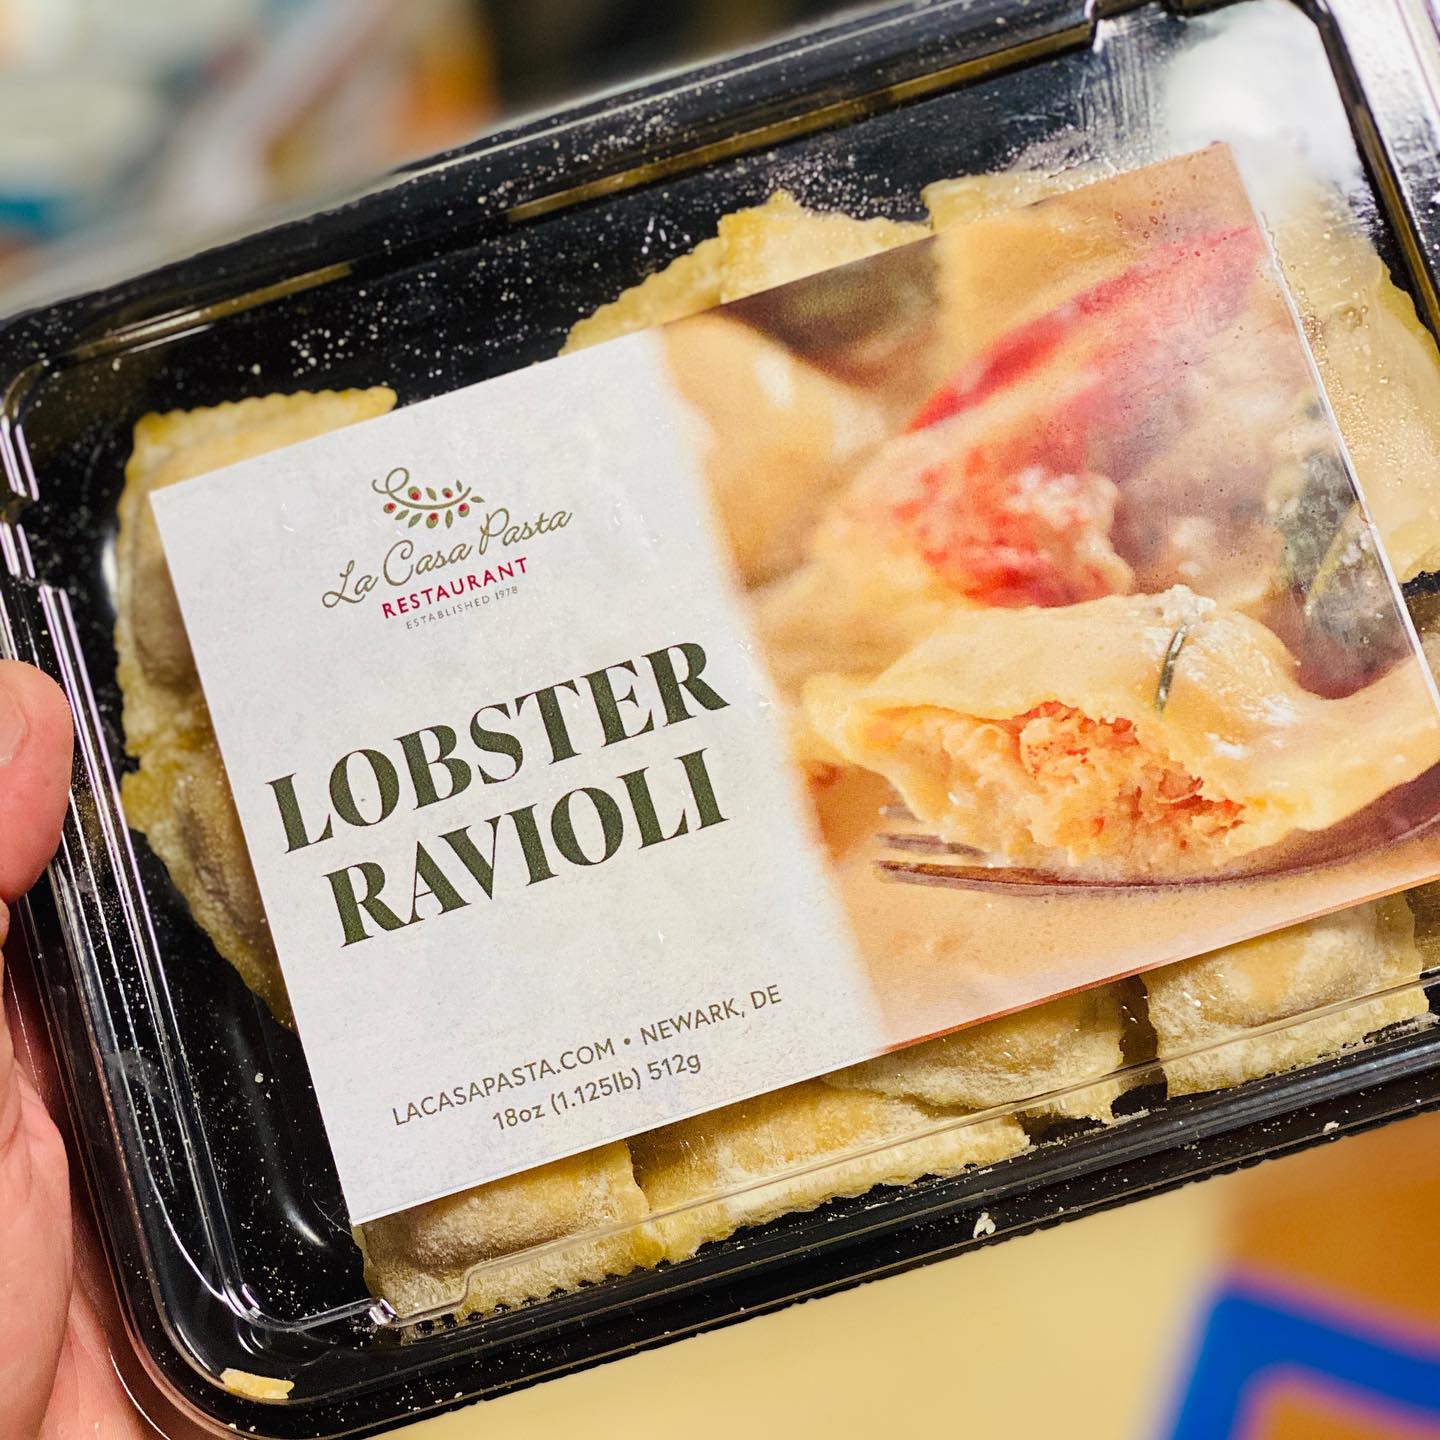 La Casa Pasta
RESTAURANT
ESTABLISHED 1978
LOBSTER
RAVIOLI
LACASAPASTA.COM • NEWARK, DE
18oz (1.125lb) 512g